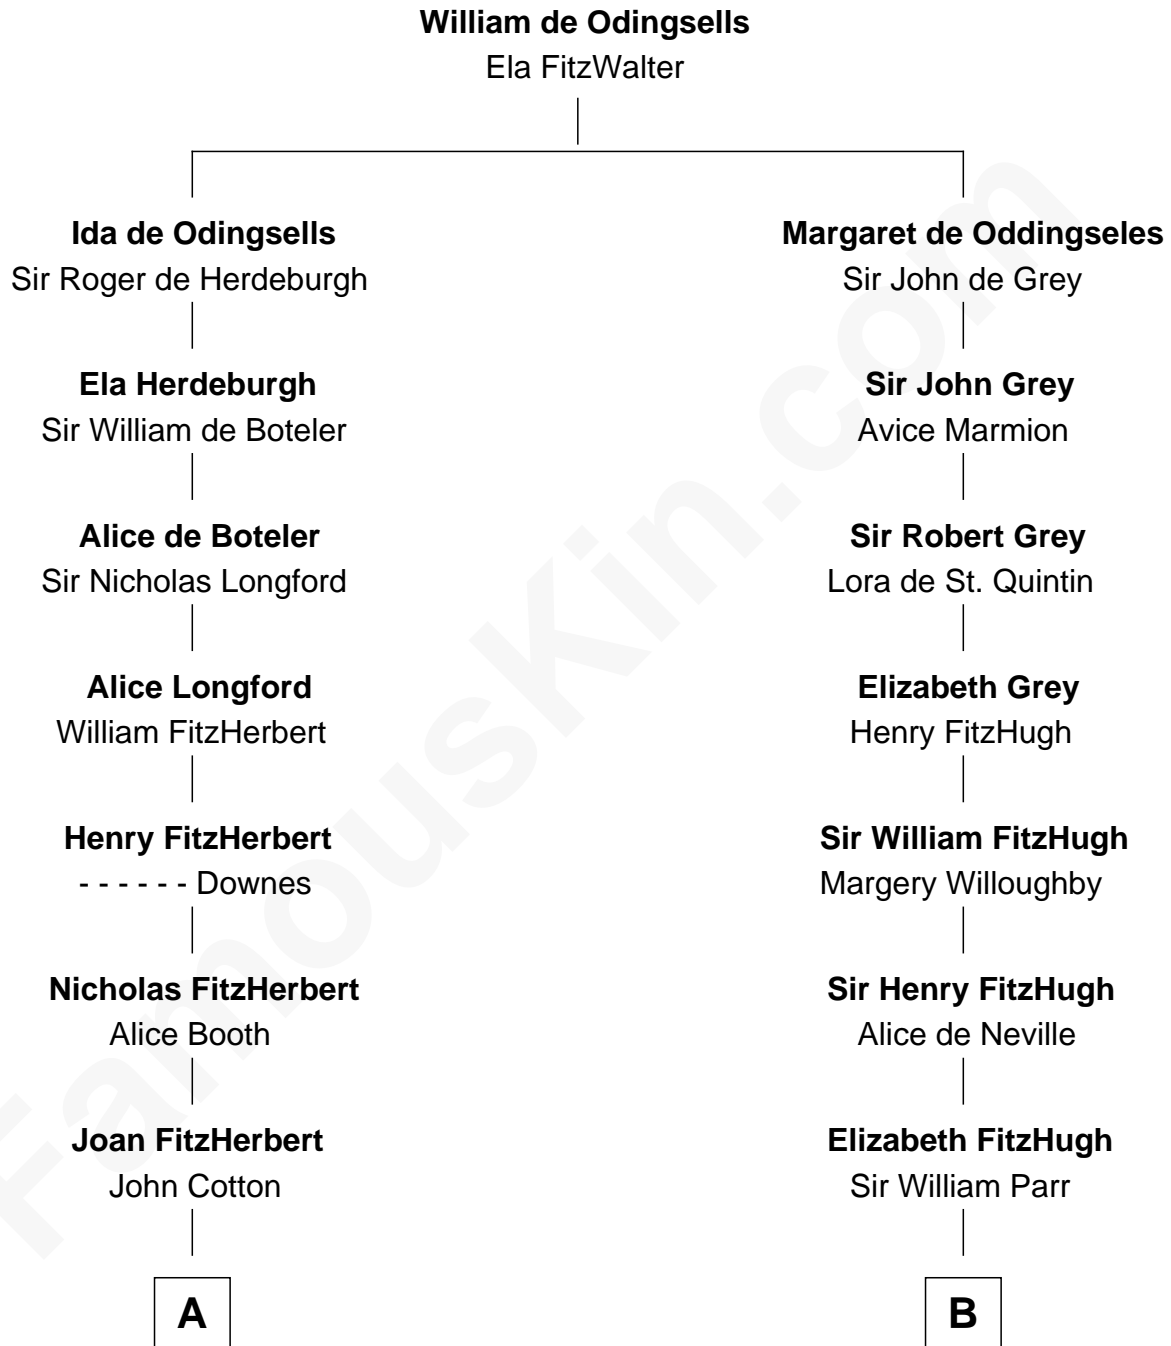 William de Odingsells
Ela FitzWalter
Ida de Odingsells
Sir Roger de Herdeburgh
Margaret de Oddingseles
Sir John de Grey
Ela Herdeburgh
Sir William de Boteler
Sir John Grey
Avice Marmion
Alice de Boteler
Sir Nicholas Longford
Sir Robert Grey
Lora de St. Quintin
Alice Longford
William FitzHerbert
Elizabeth Grey
Henry FitzHugh
Henry FitzHerbert
- - - - - - Downes
Sir William FitzHugh
Margery Willoughby
Nicholas FitzHerbert
Alice Booth
Sir Henry FitzHugh
Alice de Neville
Joan FitzHerbert
John Cotton
Elizabeth FitzHugh
Sir William Parr
A
B
FamousKin.com